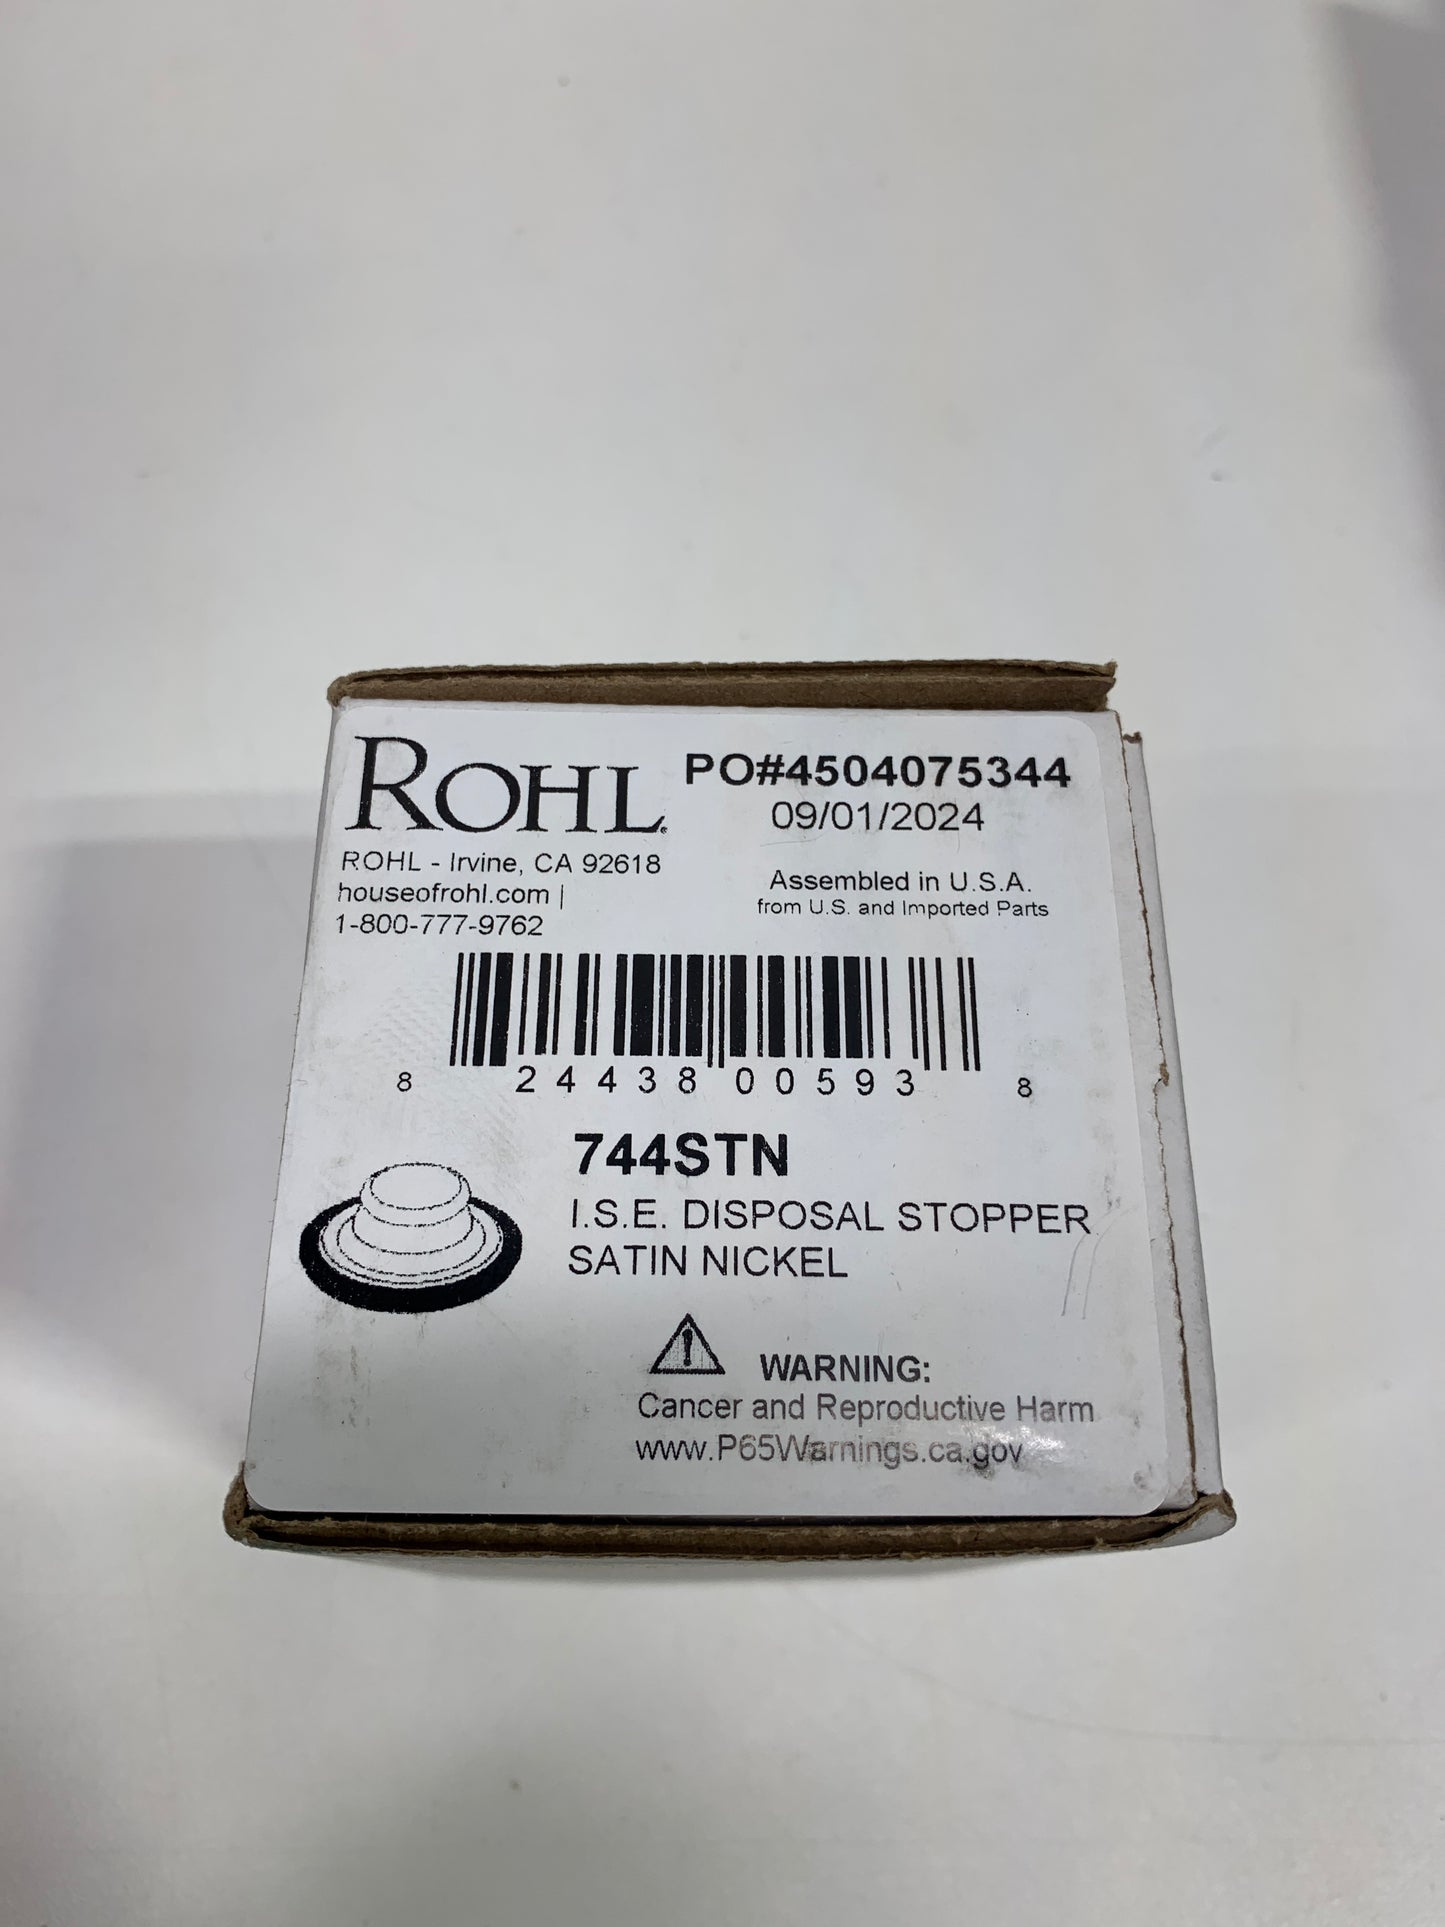 ROHL
PO#4504075344
09/01/2024
ROHL - Irvine, CA 92618
houseofrohl.com |
1-800-777-9762
Assembled in U.S.A.
from U.S. and Imported Parts
8 24438 00593 8
744STN
I.S.E. DISPOSAL STOPPER
SATIN NICKEL
WARNING:
Cancer and Reproductive Harm
www.P65Warnings.ca.gov